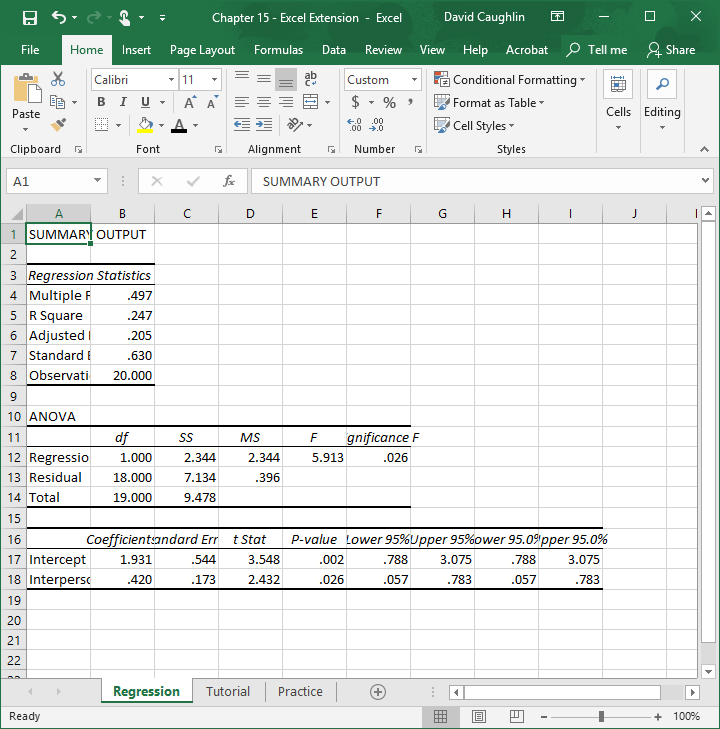 Chapter 15 - Excel Extension - Excel David Caughlin
File Home Insert Page Layout Formulas Data Review View Help Acrobat Tell me Share
Paste
Calibri 11
B I U A A
A
ab
Custom
$ % ,
Conditional Formatting
Format as Table
Cell Styles
Cells
Editing
Clipboard Font Alignment Number Styles
A1 fx SUMMARY OUTPUT
A B C D E F G H I J
1 SUMMARY OUTPUT
2
3 Regression Statistics
4 Multiple R .497
5 R Square .247
6 Adjusted .205
7 Standard E .630
8 Observati 20.000
9
10 ANOVA
11 df SS MS F gnificance F
12 Regressio 1.000 2.344 2.344 5.913 .026
13 Residual 18.000 7.134 .396
14 Total 19.000 9.478
15
16 Coefficients andard Err t Stat P-value Lower 95% Upper 95% ower 95.0% pper 95.0%
17 Intercept 1.931 .544 3.548 .002 .788 3.075 .788 3.075
18 Interperso .420 .173 2.432 .026 .057 .783 .057 .783
19
20
21
22
Regression Tutorial Practice
Ready 100%